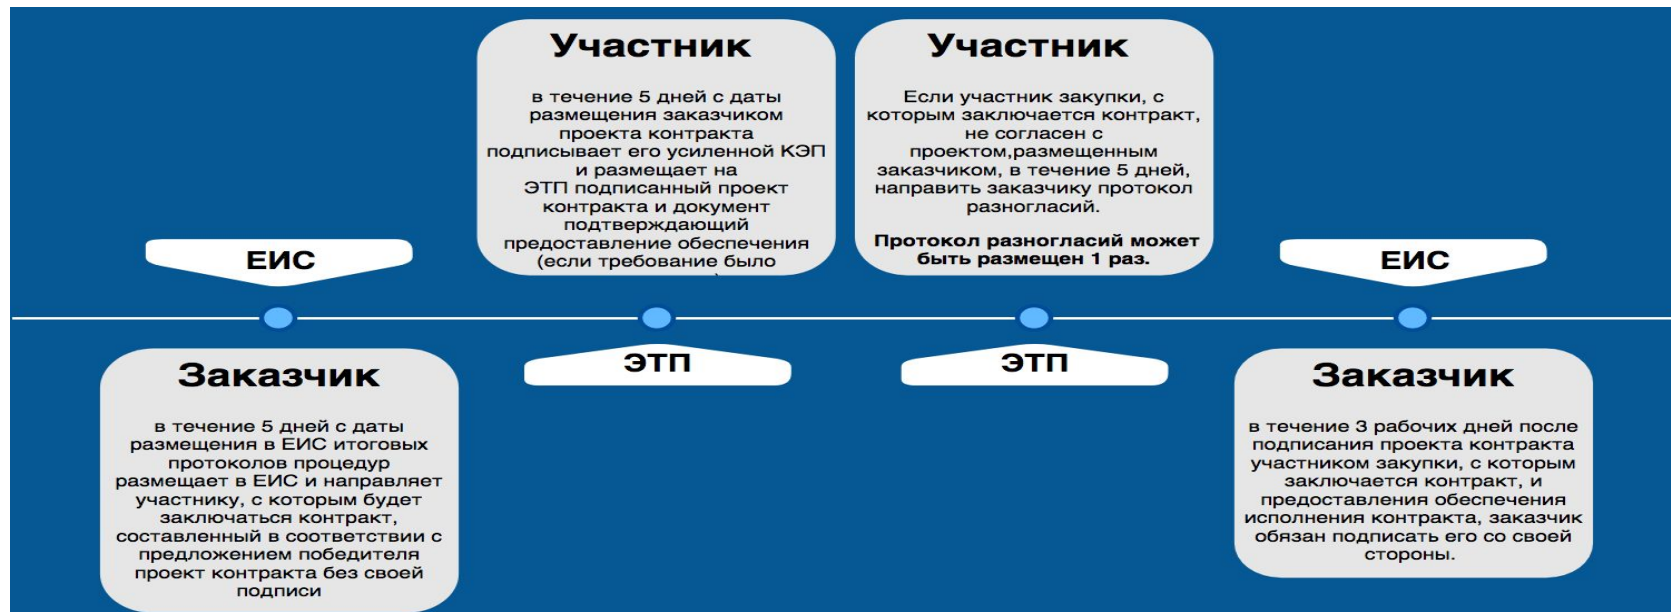 Участник
в течение 5 дней с даты
размещения заказчиком
проекта контракта
подписывает его усиленной КЭП
и размещает на
ЭТП подписанный проект
контракта и документ
подтверждающий
предоставление обеспечения
(если требование было
Участник
Если участник закупки, с
которым заключается контракт,
не согласен с
проектом,размещенным
заказчиком, в течение 5 дней,
направить заказчику протокол
разногласий.
Протокол разногласий может
быть размещен 1 раз.
ЕИС
ЕИС
ЭТП
ЭТП
Заказчик
в течение 5 дней с даты
размещения в ЕИС итоговых
протоколов процедур
размещает в ЕИС и направляет
участнику, с которым будет
заключаться контракт,
составленный в соответствии с
предложением победителя
проект контракта без своей
подписи
Заказчик
в течение 3 рабочих дней после
подписания проекта контракта
участником закупки, с которым
заключается контракт, и
предоставления обеспечения
исполнения контракта, заказчик
обязан подписать его со своей
стороны.